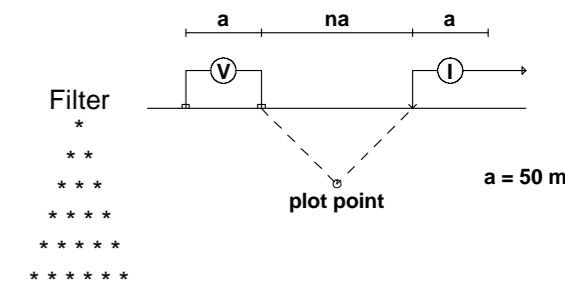 a na a
V I
Filter
*
* *
* * *
* * * *
* * * * *
* * * * * *
a = 50 m
plot point